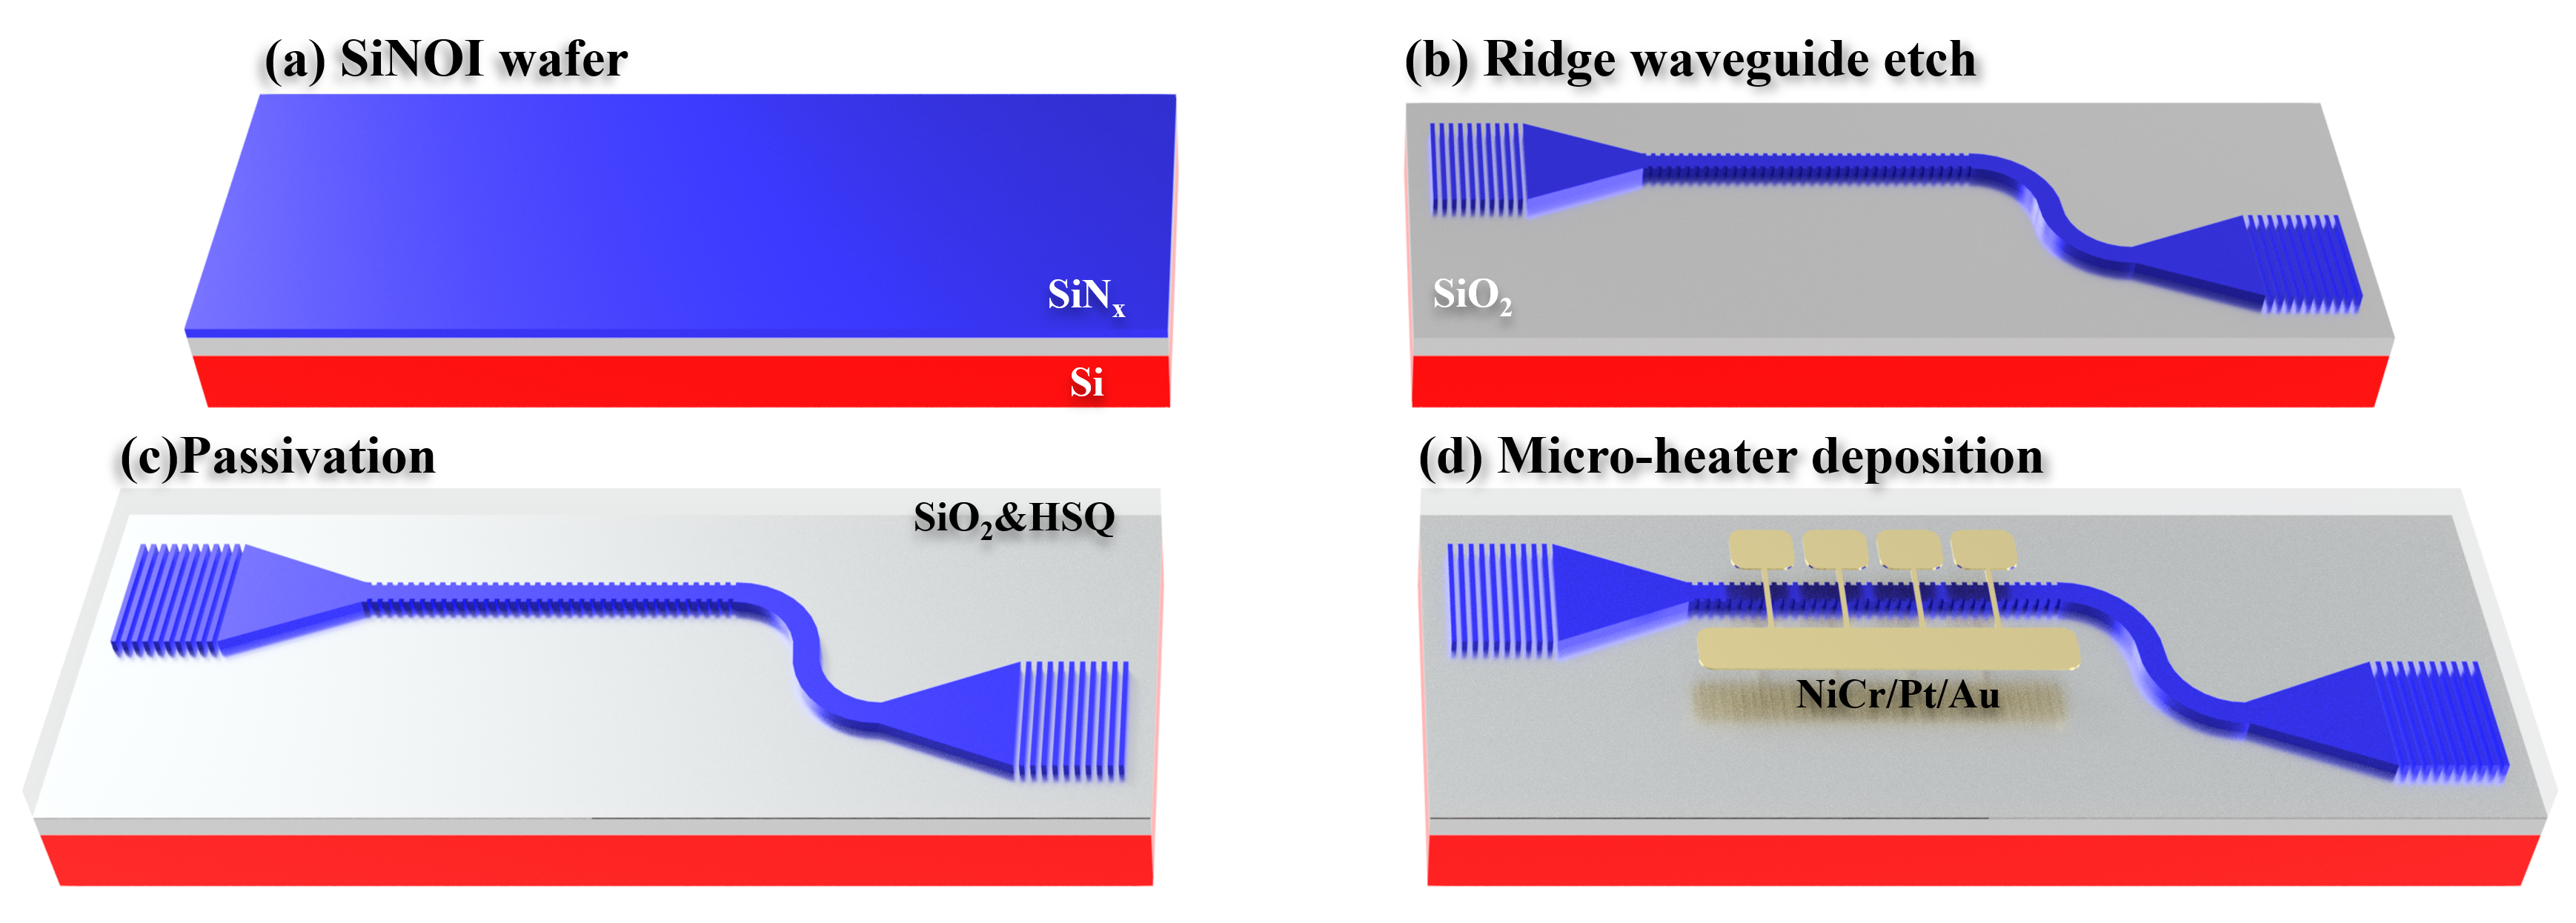 (a) SiNOI wafer
SiNₓ
Si
(b) Ridge waveguide etch
SiO₂
(c)Passivation
SiO₂&HSQ
(d) Micro-heater deposition
NiCr/Pt/Au